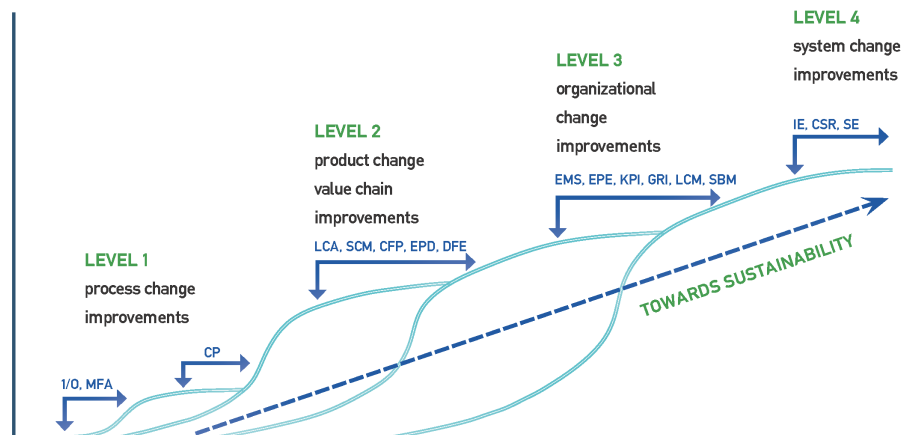 LEVEL 4
system change
improvements
IE, CSR, SE
LEVEL 3
organizational
change
improvements
EMS, EPE, KPI, GRI, LCM, SBM
LEVEL 2
product change
value chain
improvements
LCA, SCM, CFP, EPD, DFE
LEVEL 1
process change
improvements
CP
I/O, MFA
TOWARDS SUSTAINABILITY